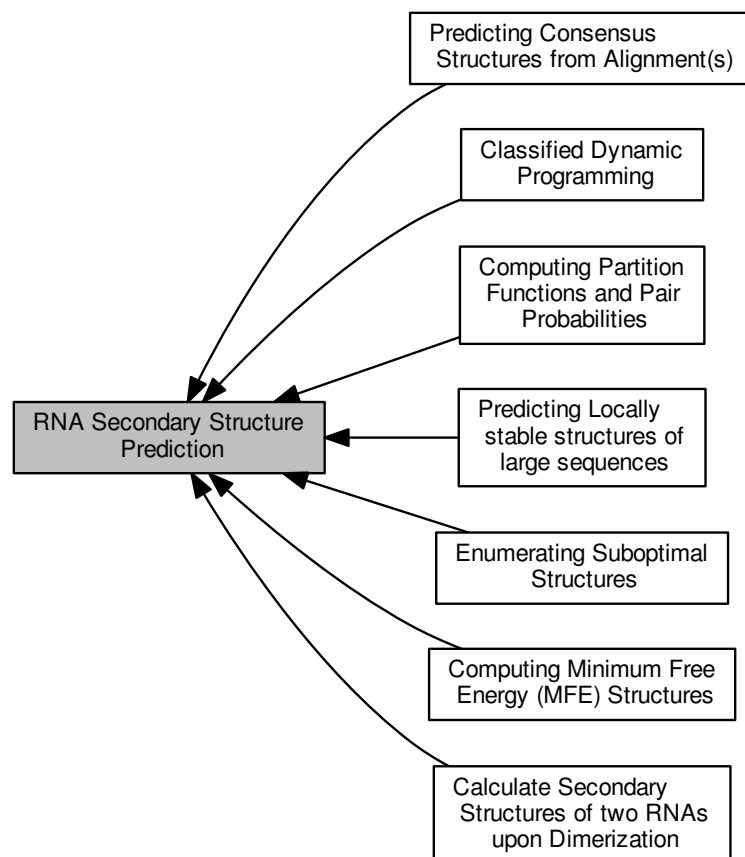 Predicting Consensus
Structures from Alignment(s)
Classified Dynamic
Programming
Computing Partition
Functions and Pair
Probabilities
RNA Secondary Structure
Prediction
Predicting Locally
stable structures of
large sequences
Enumerating Suboptimal
Structures
Computing Minimum Free
Energy (MFE) Structures
Calculate Secondary
Structures of two RNAs
upon Dimerization